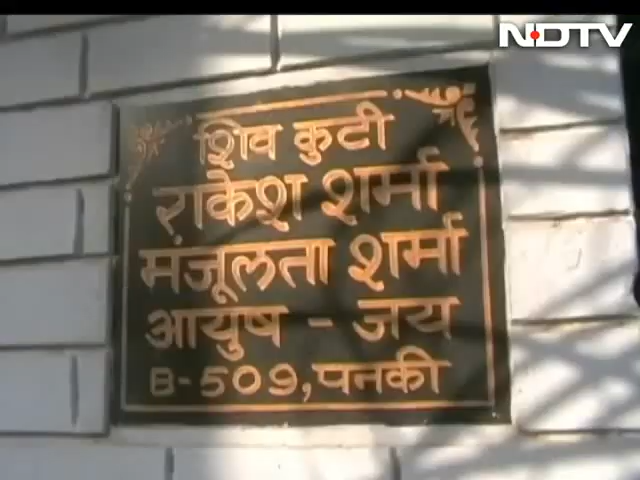 NDTV
शिव कुटी
राकेश शर्मा
मंजूलता शर्मा
आयुष - जय
B-509,पनकी